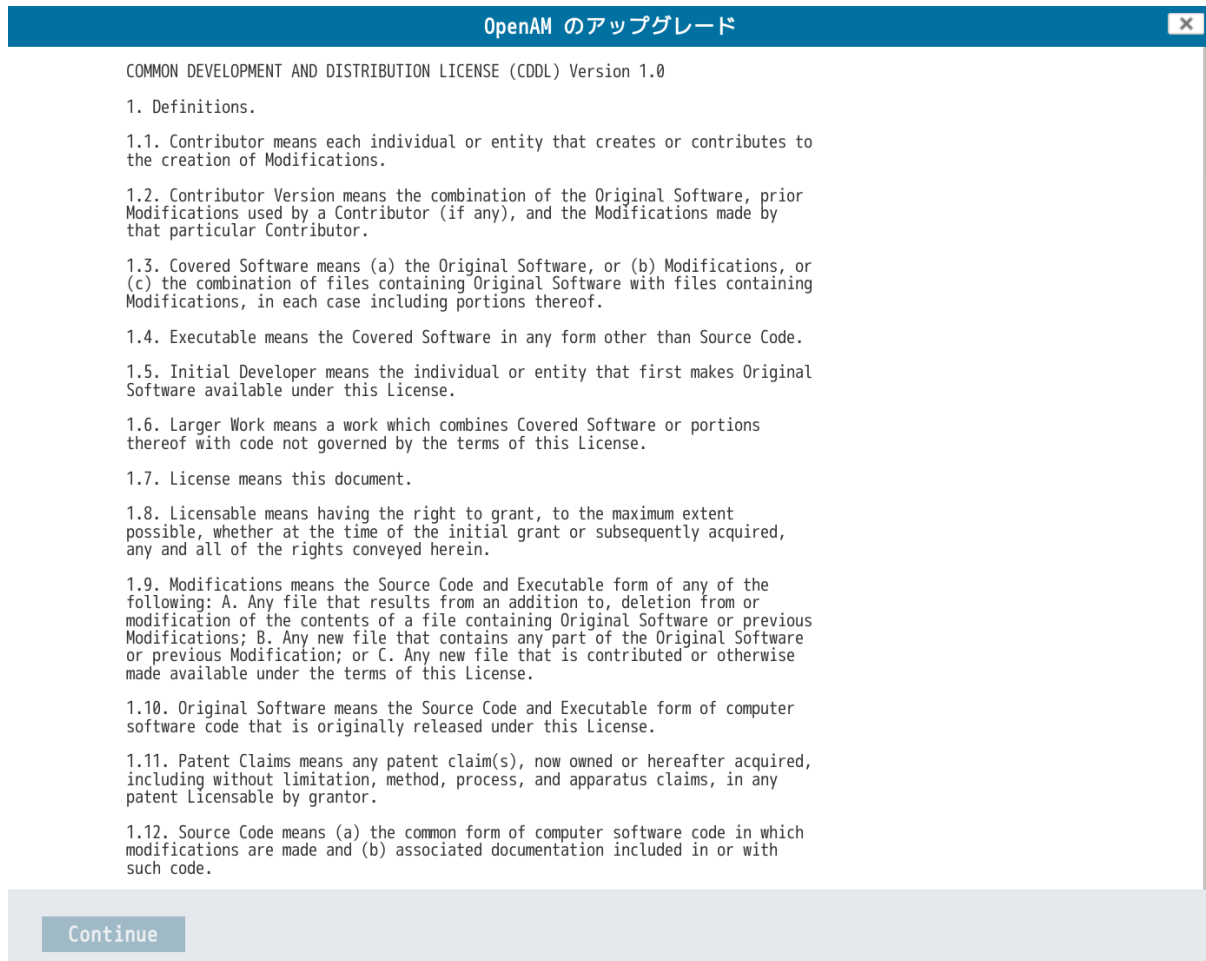 OpenAM のアップグレード
COMMON DEVELOPMENT AND DISTRIBUTION LICENSE (CDDL) Version 1.0
1. Definitions.
1.1. Contributor means each individual or entity that creates or contributes to
the creation of Modifications.
1.2. Contributor Version means the combination of the Original Software, prior
Modifications used by a Contributor (if any), and the Modifications made by
that particular Contributor.
1.3. Covered Software means (a) the Original Software, or (b) Modifications, or
(c) the combination of files containing Original Software with files containing
Modifications, in each case including portions thereof.
1.4. Executable means the Covered Software in any form other than Source Code.
1.5. Initial Developer means the individual or entity that first makes Original
Software available under this License.
1.6. Larger Work means a work which combines Covered Software or portions
thereof with code not governed by the terms of this License.
1.7. License means this document.
1.8. Licensable means having the right to grant, to the maximum extent
possible, whether at the time of the initial grant or subsequently acquired,
any and all of the rights conveyed herein.
1.9. Modifications means the Source Code and Executable form of any of the
following: A. Any file that results from an addition to, deletion from or
modification of the contents of a file containing Original Software or previous
Modifications; B. Any new file that contains any part of the Original Software
or previous Modification; or C. Any new file that is contributed or otherwise
made available under the terms of this License.
1.10. Original Software means the Source Code and Executable form of computer
software code that is originally released under this License.
1.11. Patent Claims means any patent claim(s), now owned or hereafter acquired,
including without limitation, method, process, and apparatus claims, in any
patent Licensable by grantor.
1.12. Source Code means (a) the common form of computer software code in which
modifications are made and (b) associated documentation included in or with
such code.
Continue